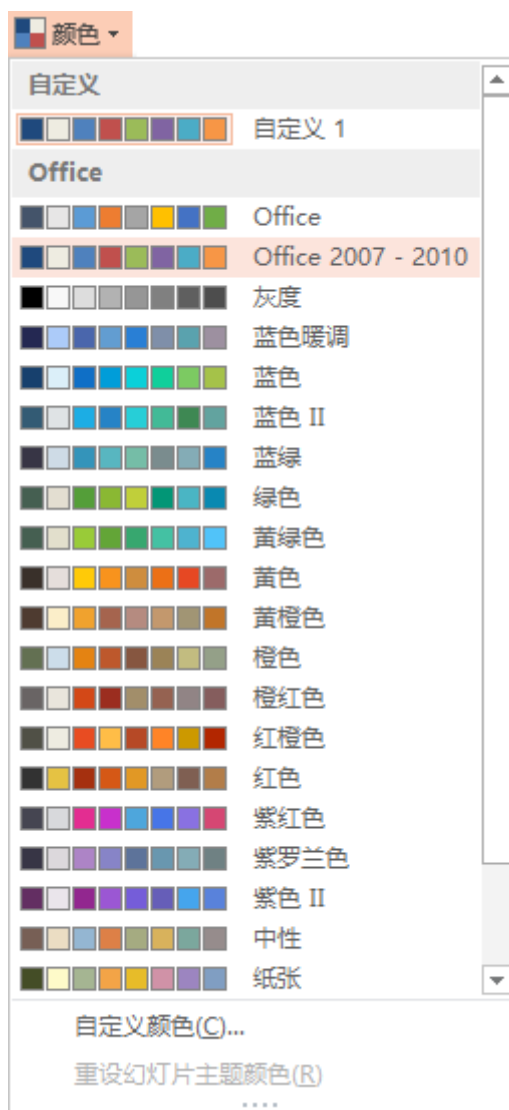 颜色
自定义
自定义 1
Office
Office
Office 2007 - 2010
灰度
蓝色暖调
蓝色
蓝色 II
蓝绿
绿色
黄绿色
黄色
黄橙色
橙色
橙红色
红橙色
红色
紫红色
紫罗兰色
紫色 II
中性
纸张
自定义颜色(C)...
重设幻灯片主题颜色(R)